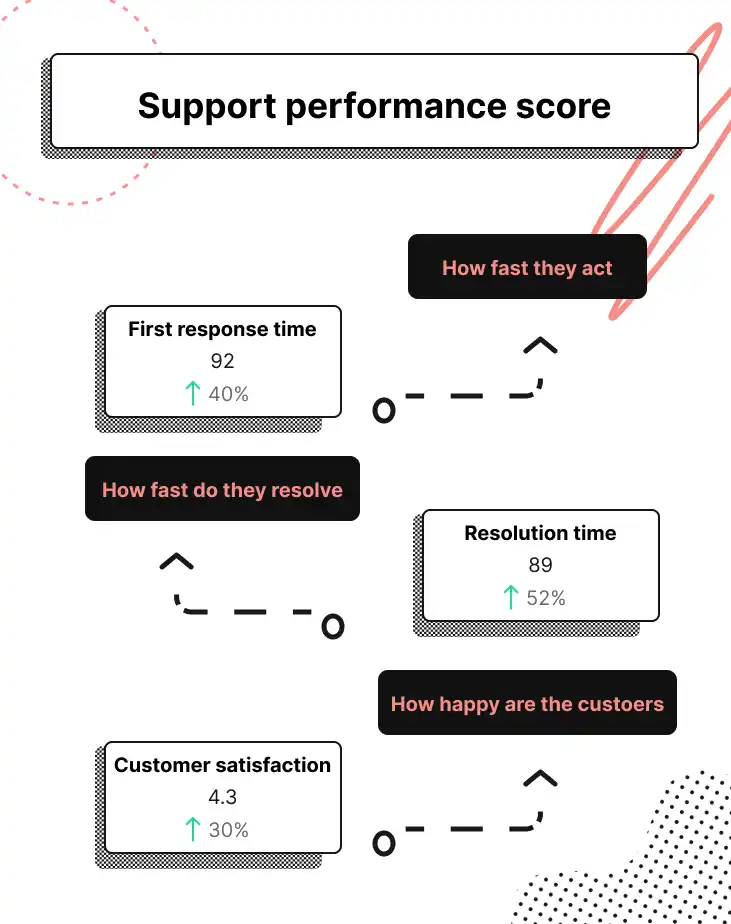 Support performance score
How fast they act
First response time
92
↑ 40%
How fast do they resolve
Resolution time
89
↑ 52%
How happy are the custoers
Customer satisfaction
4.3
↑ 30%